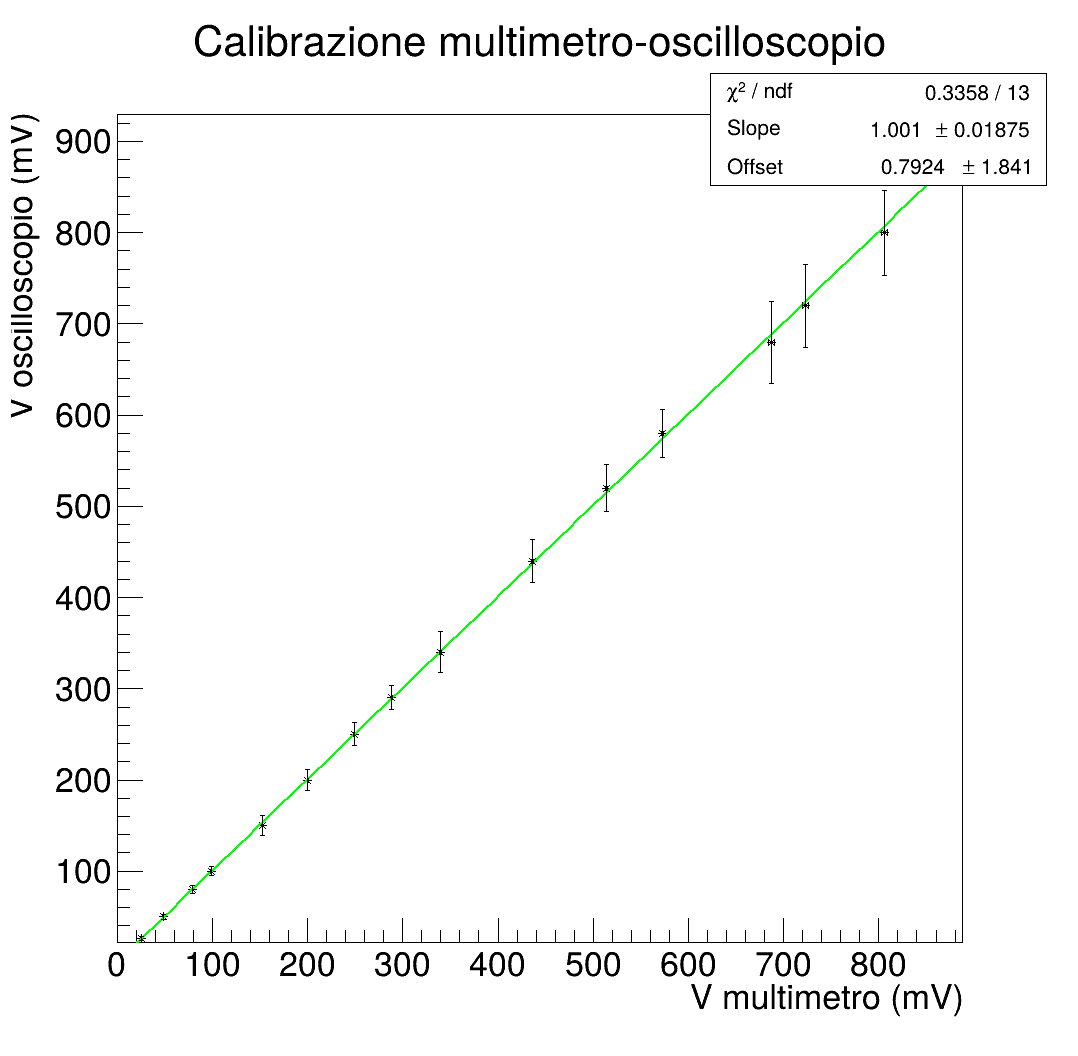 Calibrazione multimetro-oscilloscopio
χ² / ndf 0.3358 / 13
Slope 1.001 ± 0.01875
Offset 0.7924 ± 1.841
V oscilloscopio (mV)
900
800
700
600
500
400
300
200
100
0 100 200 300 400 500 600 700 800
V multimetro (mV)